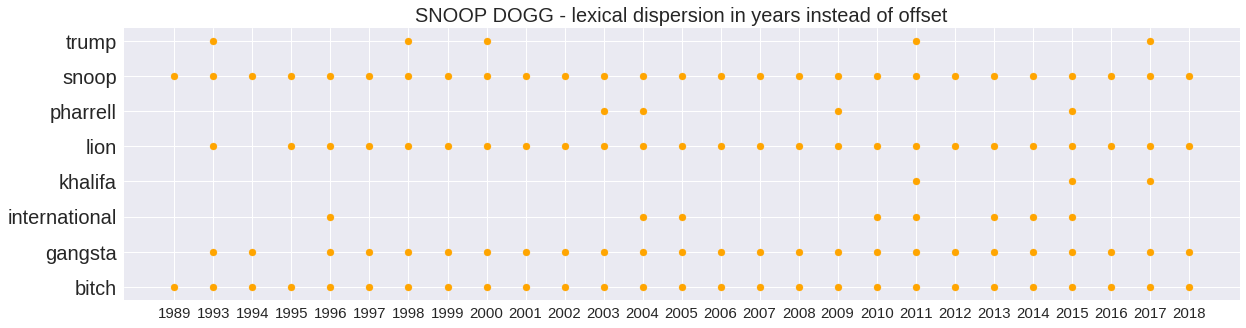 SNOOP DOGG - lexical dispersion in years instead of offset
trump
snoop
pharrell
lion
khalifa
international
gangsta
bitch
1989 1993 1994 1995 1996 1997 1998 1999 2000 2001 2002 2003 2004 2005 2006 2007 2008 2009 2010 2011 2012 2013 2014 2015 2016 2017 2018